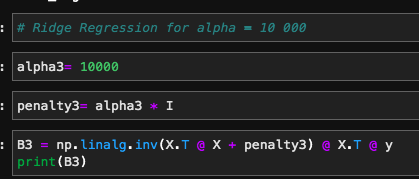 : # Ridge Regression for alpha = 10 000
: alpha3= 10000
: penalty3= alpha3 * I
: B3 = np.linalg.inv(X.T @ X + penalty3) @ X.T @ y
print(B3)